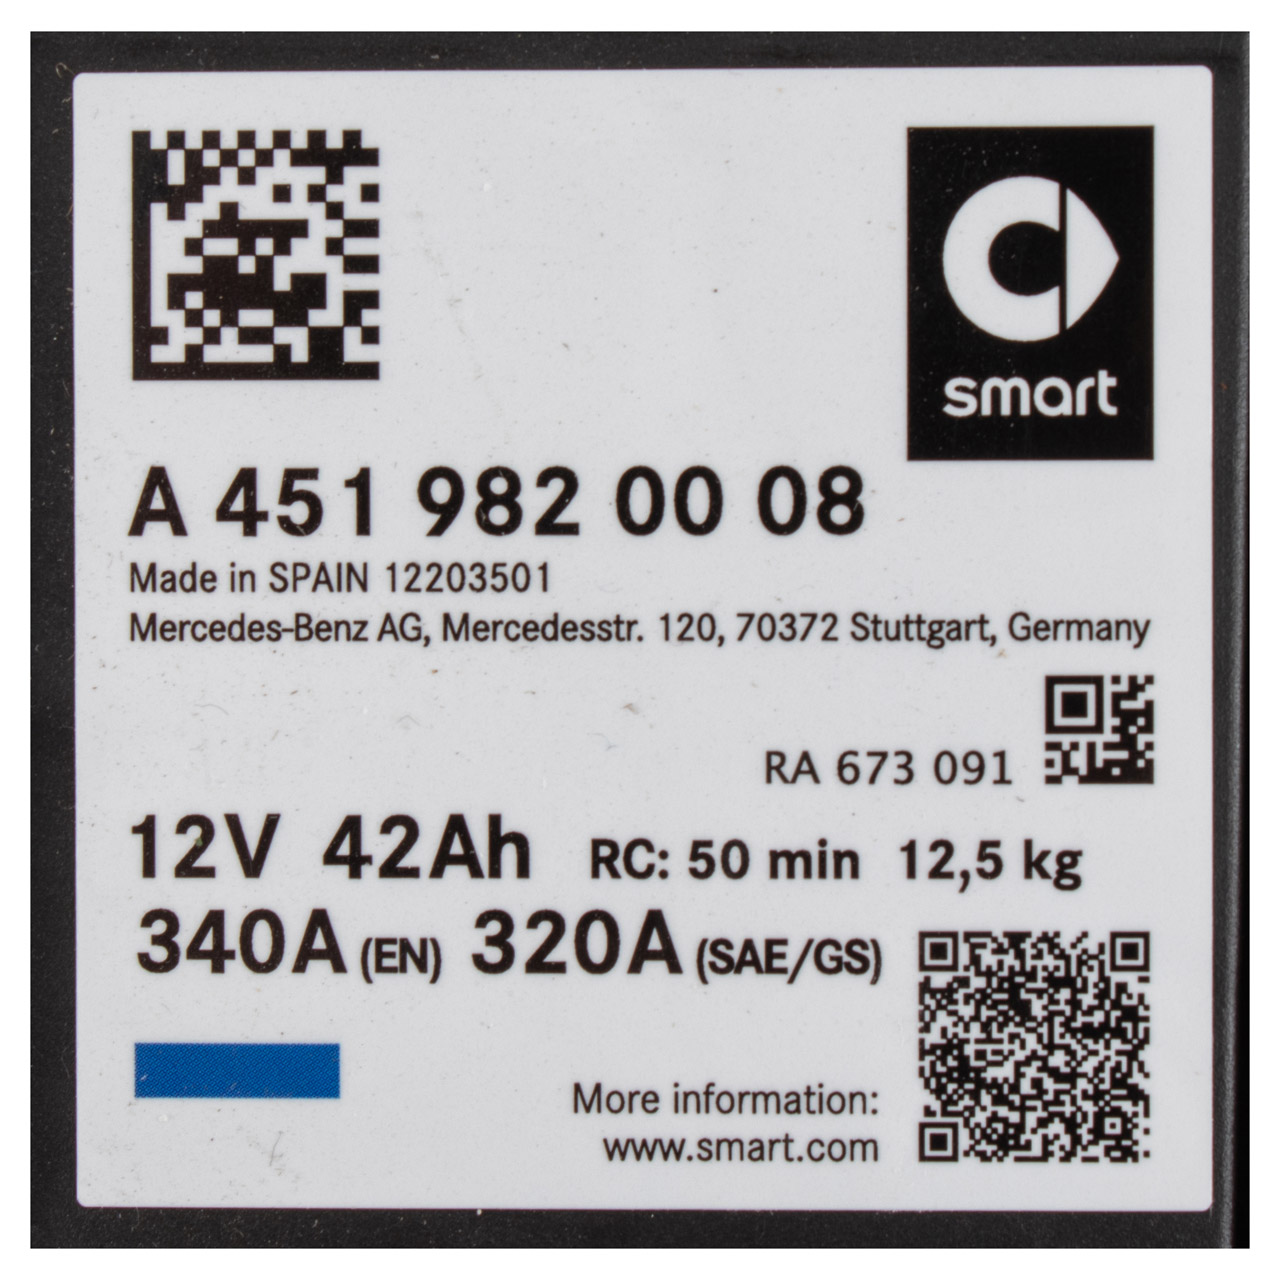 smart
A 451 982 00 08
Made in SPAIN 12203501
Mercedes-Benz AG, Mercedesstr. 120, 70372 Stuttgart, Germany
RA 673 091
12V 42Ah RC: 50 min 12,5 kg
340A (EN) 320A (SAE/GS)
More information:
www.smart.com